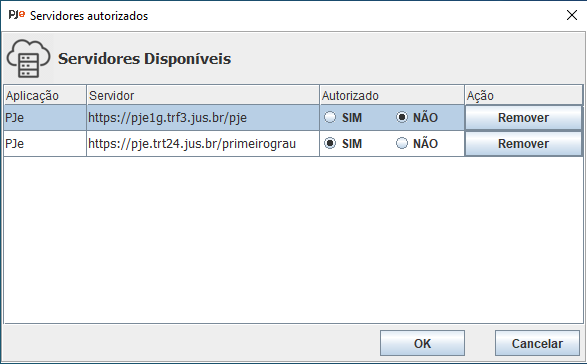 PJe Servidores autorizados
Servidores Disponíveis
Aplicação Servidor Autorizado Ação
PJe https://pje1g.trf3.jus.br/pje SIM NÃO Remover
PJe https://pje.trt24.jus.br/primeirograu SIM NÃO Remover
OK Cancelar